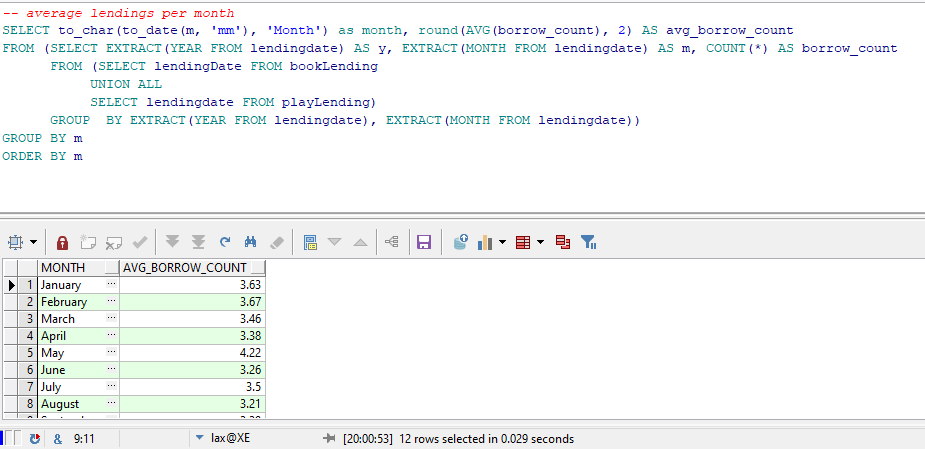 -- average lendings per month
SELECT to_char(to_date(m, 'mm'), 'Month') as month, round(AVG(borrow_count), 2) AS avg_borrow_count
FROM (SELECT EXTRACT(YEAR FROM lendingdate) AS y, EXTRACT(MONTH FROM lendingdate) AS m, COUNT(*) AS borrow_count
FROM (SELECT lendingDate FROM bookLending
UNION ALL
SELECT lendingdate FROM playLending)
GROUP  BY EXTRACT(YEAR FROM lendingdate), EXTRACT(MONTH FROM lendingdate))
GROUP BY m
ORDER BY m
MONTH AVG_BORROW_COUNT
1 January ... 3.63
2 February ... 3.67
3 March ... 3.46
4 April ... 3.38
5 May ... 4.22
6 June ... 3.26
7 July ... 3.5
8 August ... 3.21
& 9:11 lax@XE [20:00:53] 12 rows selected in 0.029 seconds